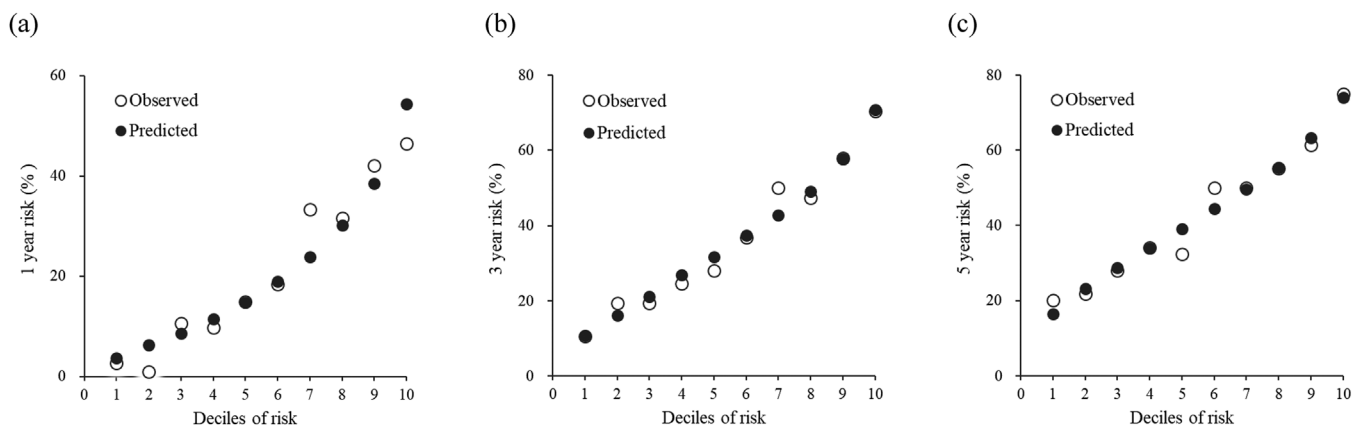 (a)
60
40
20
0
0 1 2 3 4 5 6 7 8 9 10
1 year risk (%)
Deciles of risk
Observed
Predicted
(b)
80
60
40
20
0
0 1 2 3 4 5 6 7 8 9 10
3 year risk (%)
Deciles of risk
Observed
Predicted
(c)
80
60
40
20
0
0 1 2 3 4 5 6 7 8 9 10
5 year risk (%)
Deciles of risk
Observed
Predicted